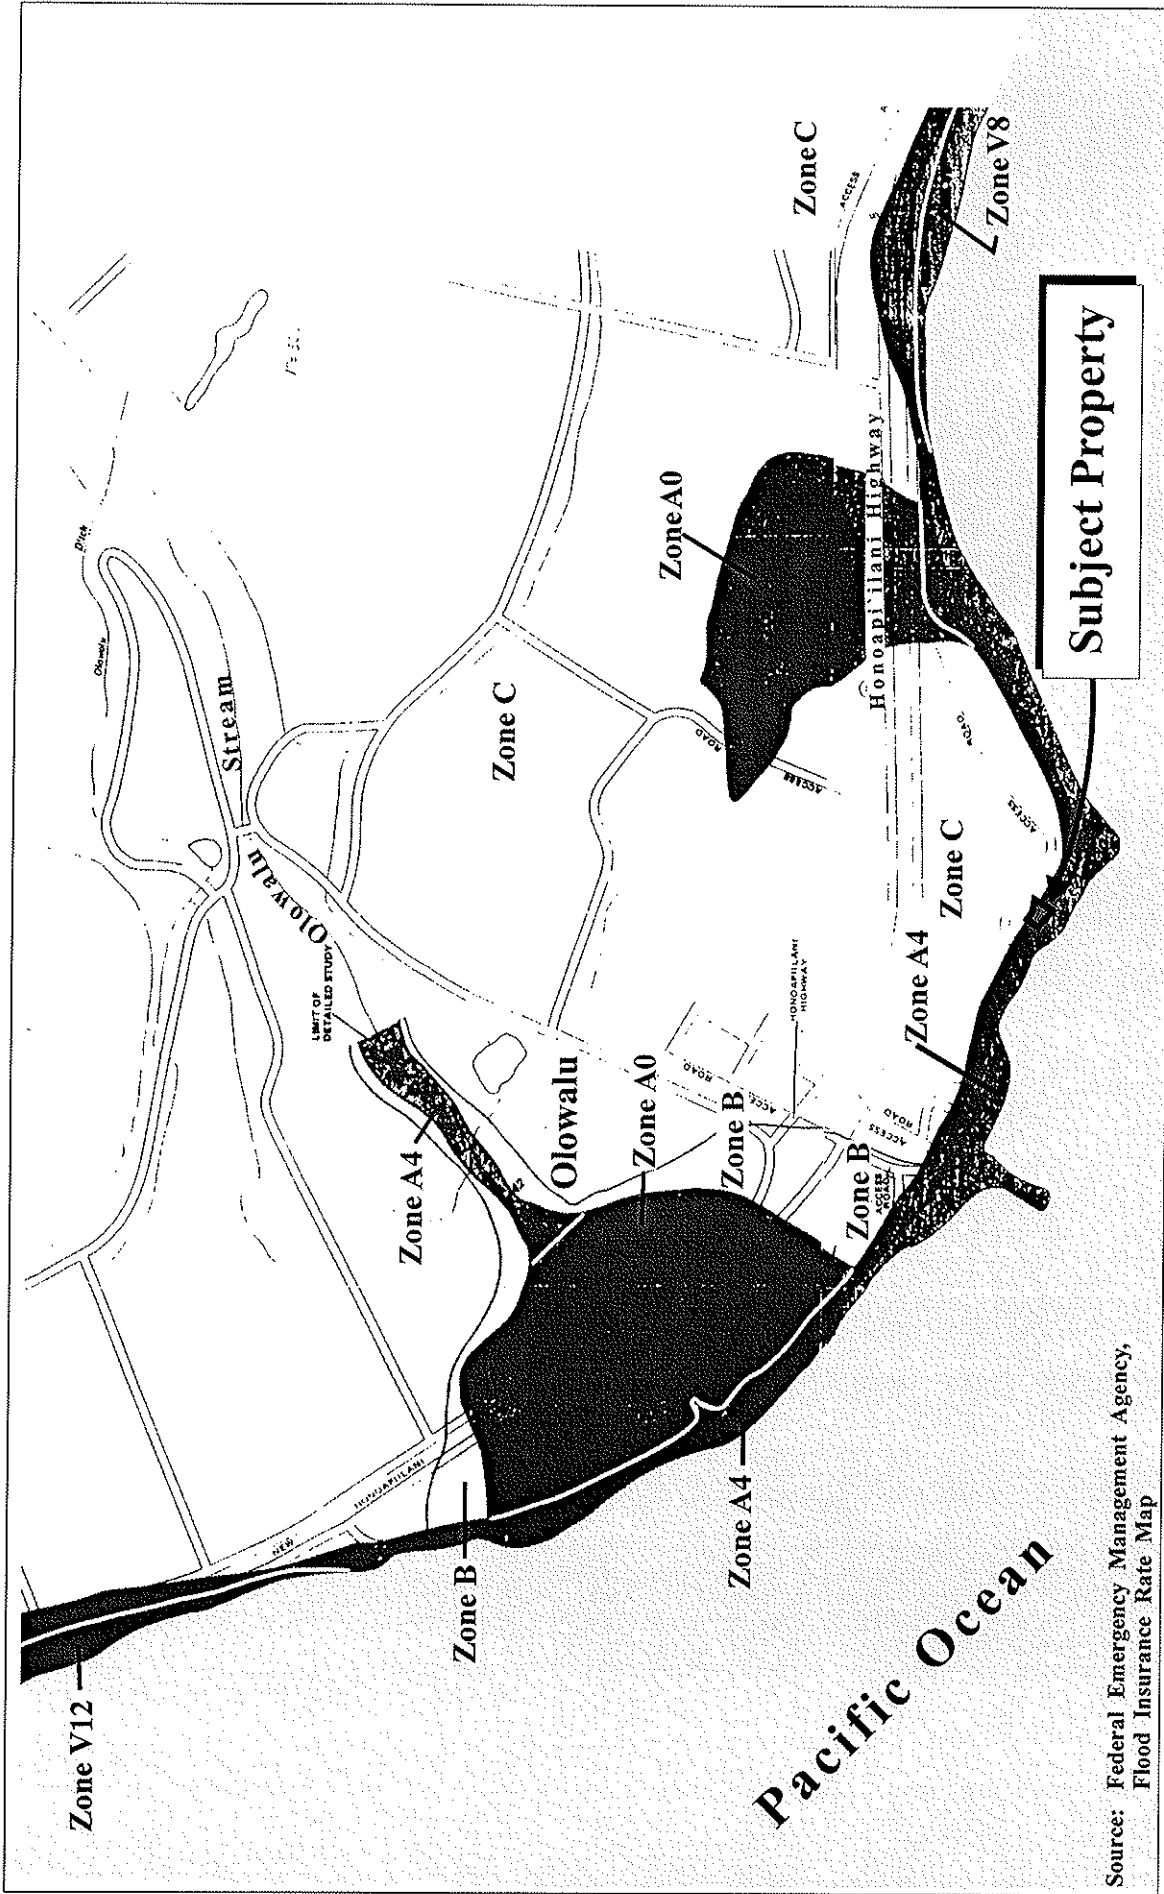 Zone V12
Zone B
NEW
HONOAPIILANI
Zone A4
LIMIT OF
DETAILED STUDY
Olowalu
Stream
Olowalu
Ditch
Zone C
Zone C
ACCESS
Olowalu
Zone A0
Zone B
ACCESS
ROAD
HONOAPIILANI
HIGHWAY
Zone B
ACCESS
ROAD
ACCESS
ROAD
Zone A4
Zone A4
Zone C
ROAD
ACCESS
Zone A0
Honoapi`ilani Highway
ACCESS
ROAD
Zone V8
Subject Property
Pacific Ocean
Source: Federal Emergency Management Agency,
Flood Insurance Rate Map